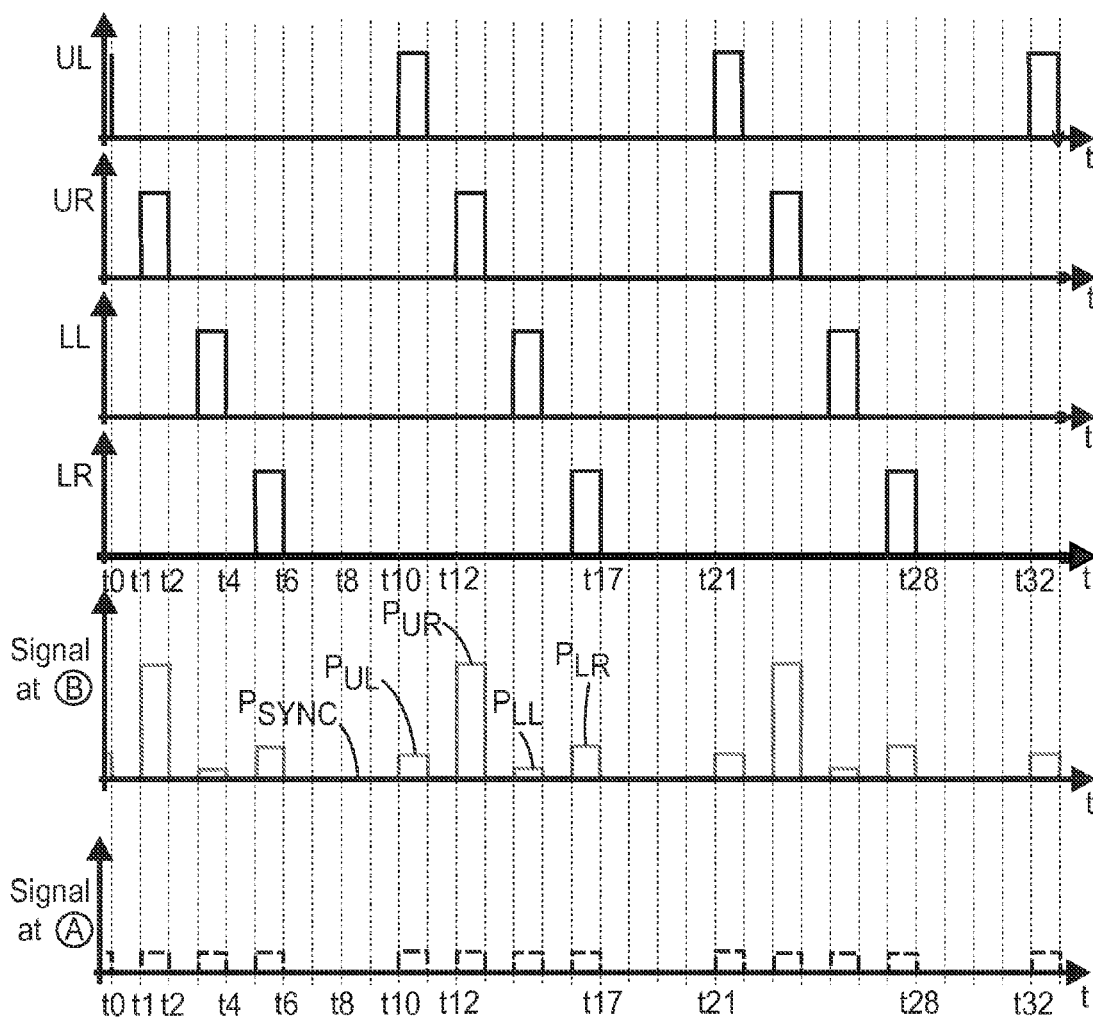 UL
t
UR
t
LL
t
LR
t0 t1 t2 t4 t6 t8 t10 t12 t17 t21 t28 t32 t
Signal at Ⓑ
PSYNC PUL PUR PLL PLR
t
Signal at Ⓐ
t0 t1 t2 t4 t6 t8 t10 t12 t17 t21 t28 t32 t